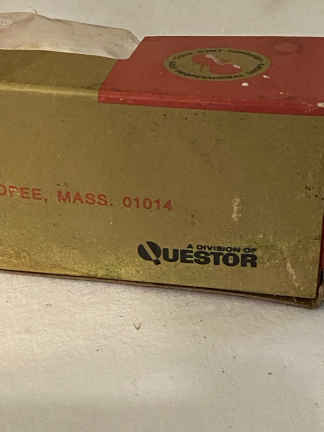 OPEE, MASS. 01014
A DIVISION OF
QUESTOR